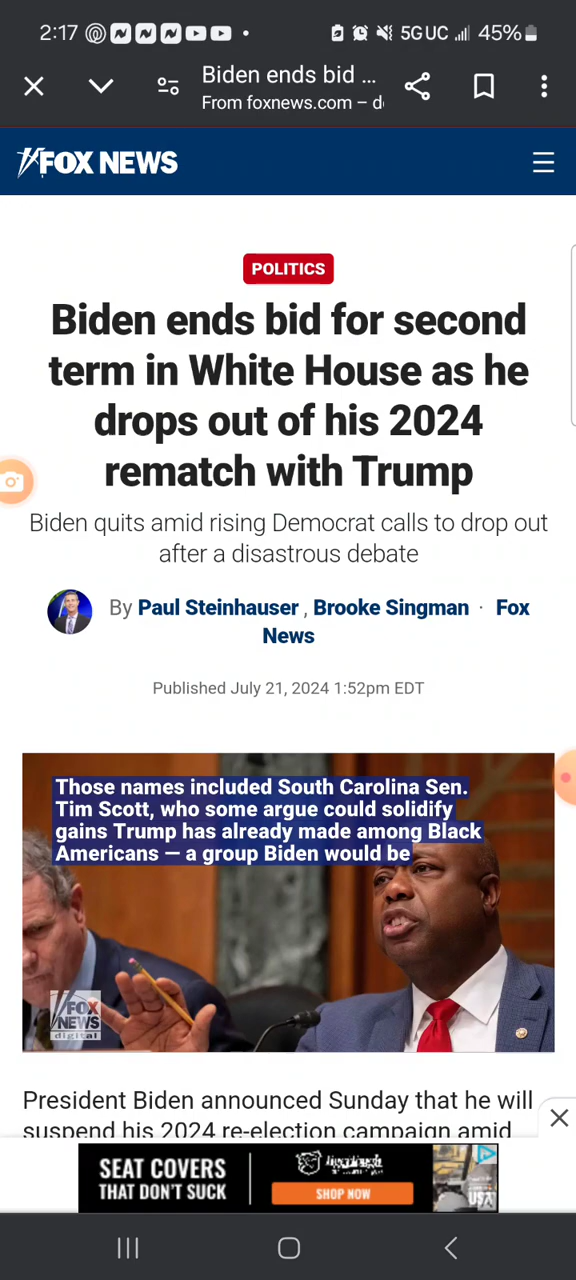 2:17
5G UC
45%
Biden ends bid ...
From foxnews.com – d
FOX NEWS
POLITICS
Biden ends bid for second
term in White House as he
drops out of his 2024
rematch with Trump
Biden quits amid rising Democrat calls to drop out
after a disastrous debate
By Paul Steinhauser , Brooke Singman · Fox
News
Published July 21, 2024 1:52pm EDT
Those names included South Carolina Sen.
Tim Scott, who some argue could solidify
gains Trump has already made among Black
Americans — a group Biden would be
FOX
NEWS
digital
President Biden announced Sunday that he will
suspend his 2024 re-election campaign amid
SEAT COVERS
THAT DON'T SUCK
SHOP NOW
USA